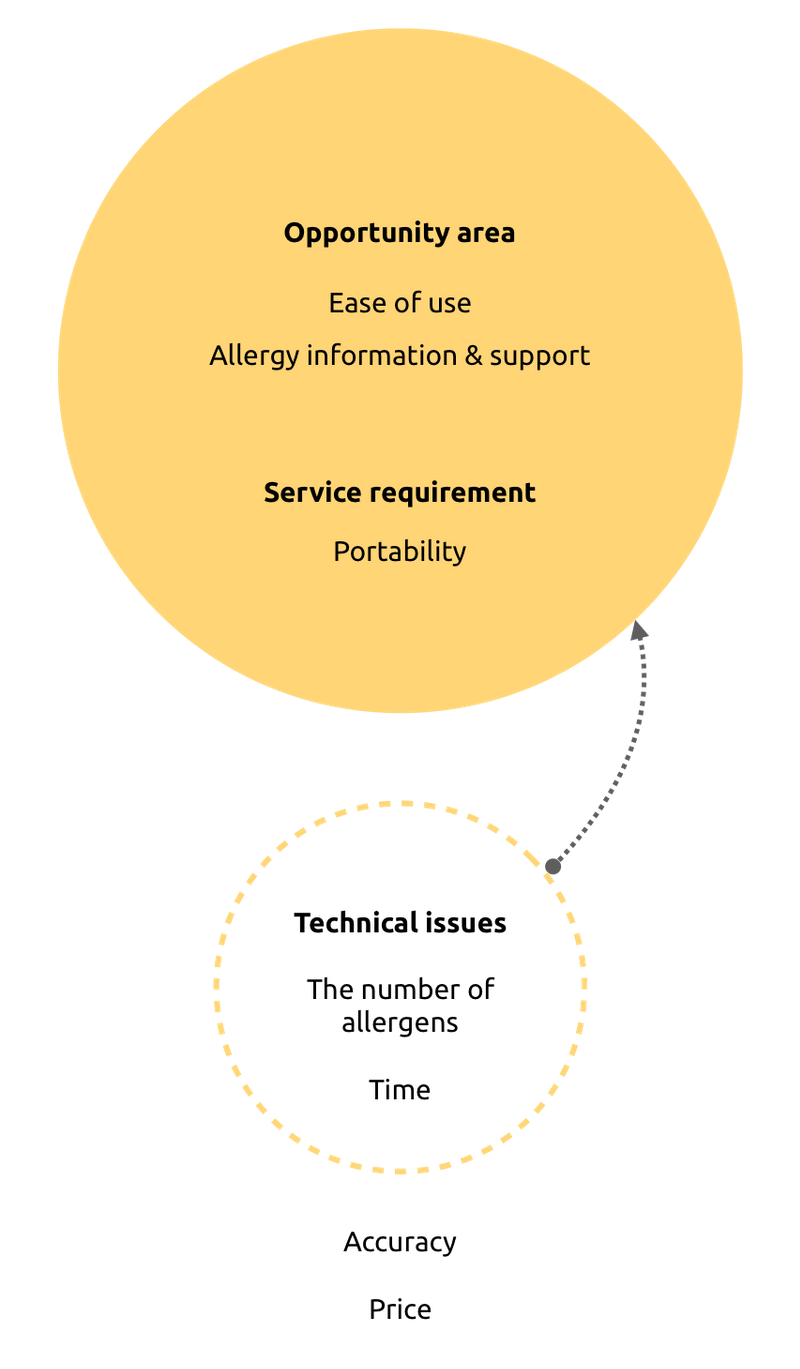 Opportunity area
Ease of use
Allergy information & support
Service requirement
Portability
Technical issues
The number of
allergens
Time
Accuracy
Price